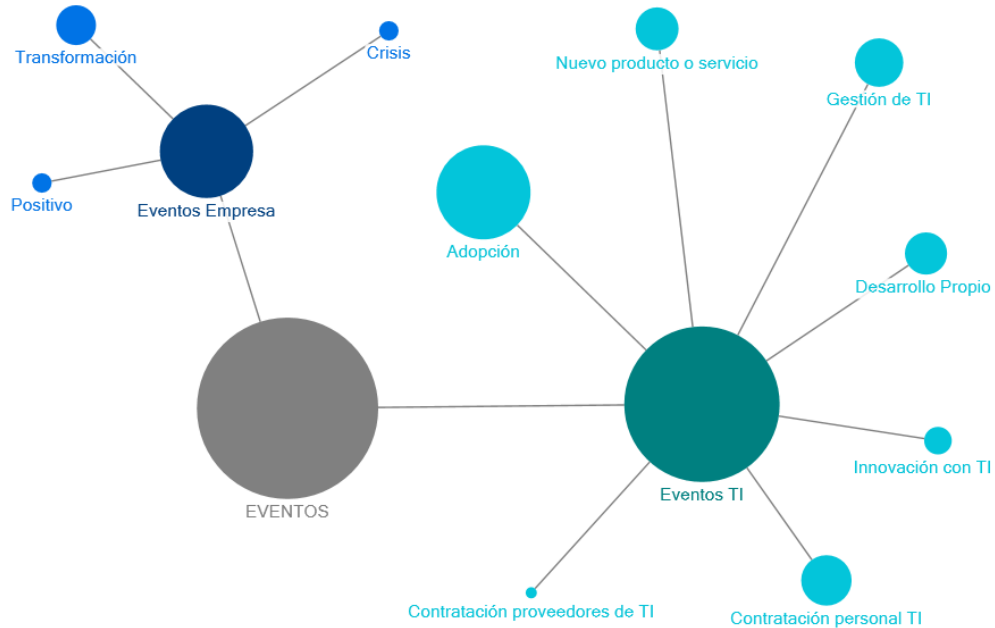 Transformación
Crisis
Nuevo producto o servicio
Gestión de TI
Positivo
Eventos Empresa
Adopción
Desarrollo Propio
Innovación con TI
Eventos TI
EVENTOS
Contratación proveedores de TI
Contratación personal TI